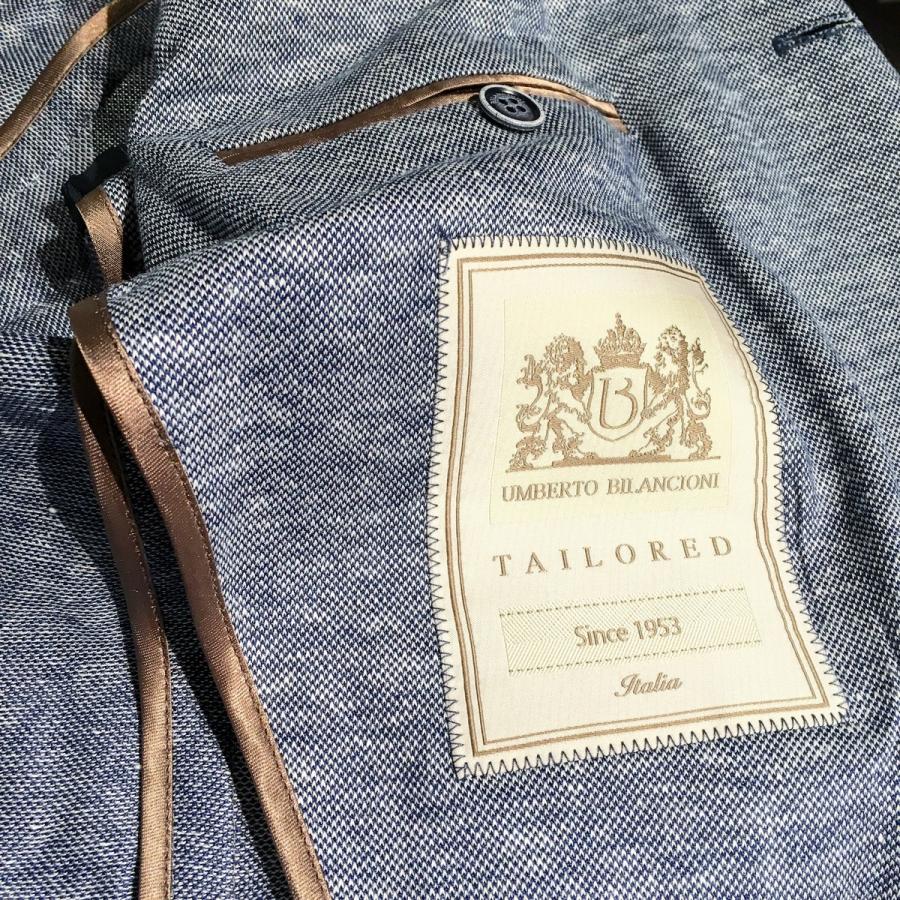 B
UMBERTO BILANCIONI
TAILORED
Since 1953
Italia